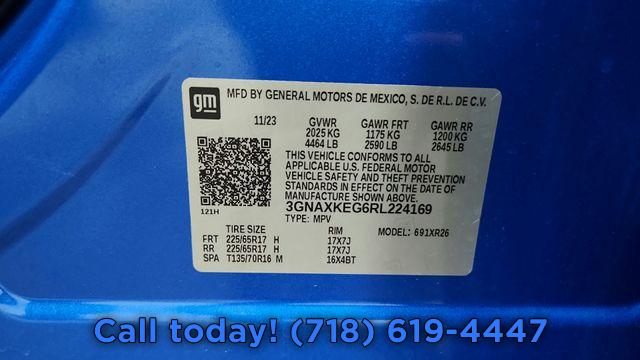 gm MFD BY GENERAL MOTORS DE MEXICO, S. DE R.L. DE C.V.
11/23 GVWR GAWR FRT GAWR RR
2025 KG 1175 KG 1200 KG
4464 LB 2590 LB 2645 LB
THIS VEHICLE CONFORMS TO ALL
APPLICABLE U.S. FEDERAL MOTOR
VEHICLE SAFETY AND THEFT PREVENTION
STANDARDS IN EFFECT ON THE DATE OF
MANUFACTURE SHOWN ABOVE.
121H 3GNAXKEG6RL224169
TYPE: MPV MODEL: 691XR26
TIRE SIZE RIM
FRT 225/65R17 H 17X7J
RR 225/65R17 H 17X7J
SPA T135/70R16 M 16X4BT
Call today! (718) 619-4447